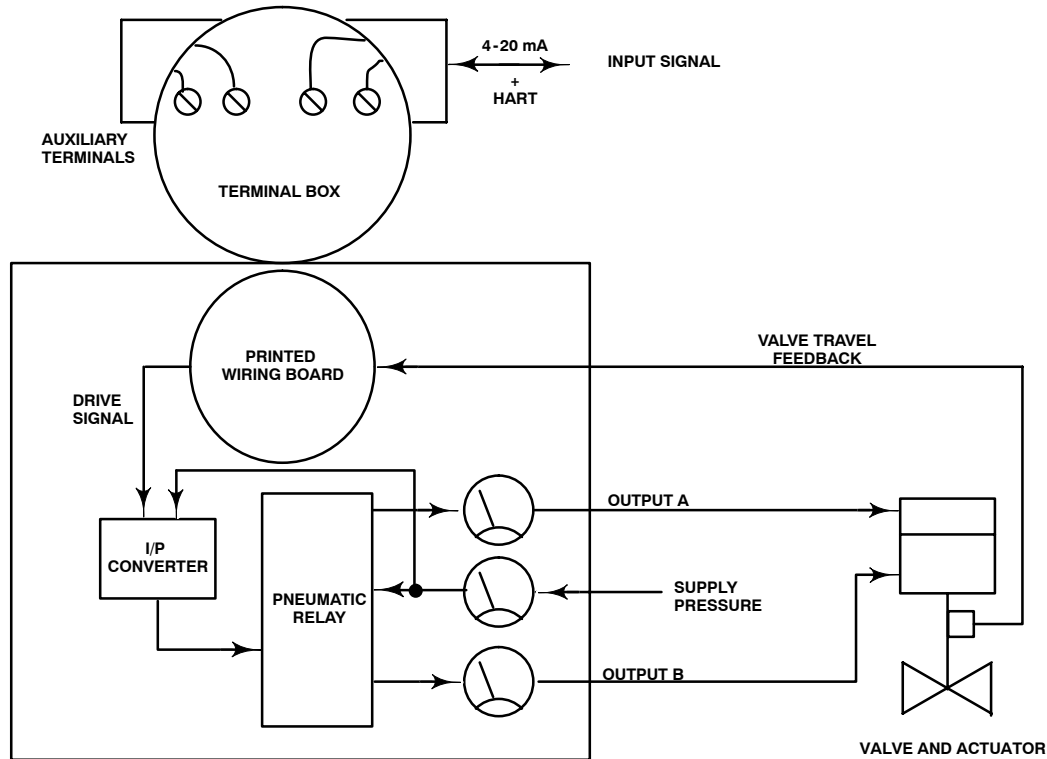 4-20 mA
+
HART
INPUT SIGNAL
AUXILIARY
TERMINALS
TERMINAL BOX
VALVE TRAVEL
FEEDBACK
PRINTED
WIRING BOARD
DRIVE
SIGNAL
OUTPUT A
I/P
CONVERTER
SUPPLY
PRESSURE
PNEUMATIC
RELAY
OUTPUT B
VALVE AND ACTUATOR